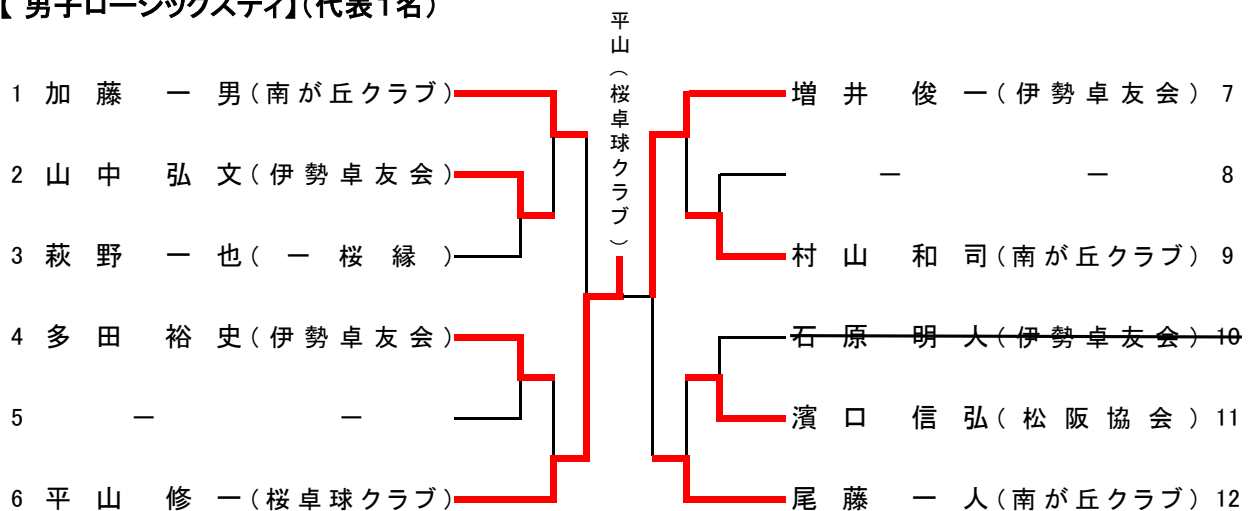 【 男子ローシックスティ】(代表１名)
平山（桜卓球クラブ）
1 加藤 一男(南が丘クラブ)
2 山中 弘文(伊勢卓友会)
3 萩野 一也(一桜縁)
4 多田 裕史(伊勢卓友会)
5 － －
6 平山 修一(桜卓球クラブ)
増井 俊一(伊勢卓友会) 7
－ － 8
村山 和司(南が丘クラブ) 9
石原 明人(伊勢卓友会) 10
濱口 信弘(松阪協会) 11
尾藤 一人(南が丘クラブ) 12